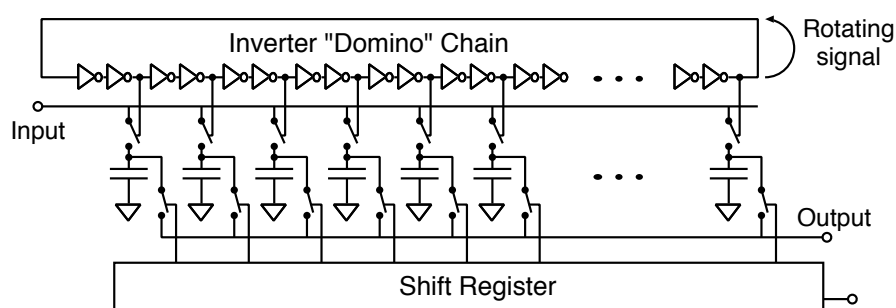 Inverter "Domino" Chain
Rotating
signal
Input
Output
Shift Register